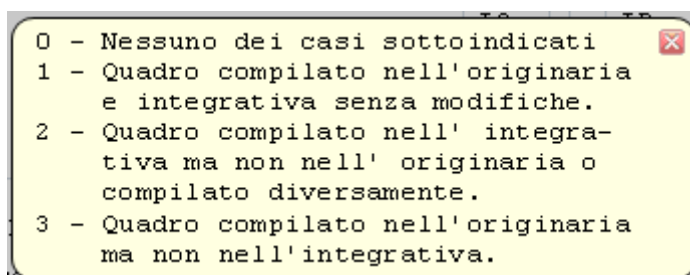 0 - Nessuno dei casi sottoindicati
1 - Quadro compilato nell'originaria
e integrativa senza modifiche.
2 - Quadro compilato nell' integra-
tiva ma non nell' originaria o
compilato diversamente.
3 - Quadro compilato nell'originaria
ma non nell'integrativa.